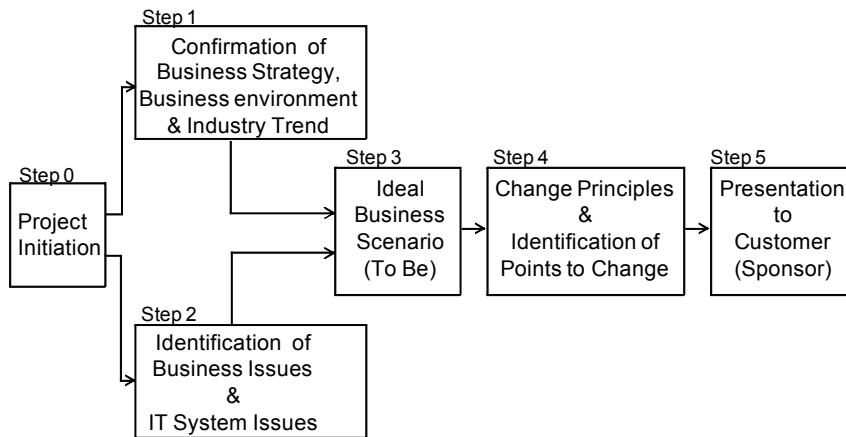 Step 0
Project
Initiation
Step 1
Confirmation of
Business Strategy,
Business environment
& Industry Trend
Step 2
Identification of
Business Issues
&
IT System Issues
Step 3
Ideal
Business
Scenario
(To Be)
Step 4
Change Principles
&
Identification of
Points to Change
Step 5
Presentation
to
Customer
(Sponsor)